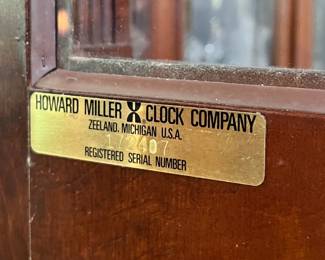 HOWARD MILLER CLOCK COMPANY
ZEELAND, MICHIGAN U.S.A.
REGISTERED SERIAL NUMBER